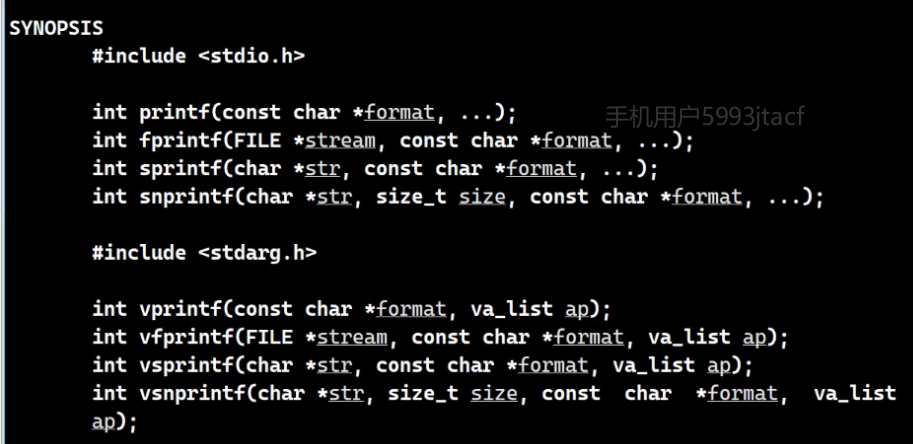 SYNOPSIS
#include <stdio.h>
int printf(const char *format, ...);
手机用户5993jtacf
int fprintf(FILE *stream, const char *format, ...);
int sprintf(char *str, const char *format, ...);
int snprintf(char *str, size_t size, const char *format, ...);
#include <stdarg.h>
int vprintf(const char *format, va_list ap);
int vfprintf(FILE *stream, const char *format, va_list ap);
int vsprintf(char *str, const char *format, va_list ap);
int vsnprintf(char *str, size_t size, const char *format, va_list
ap);